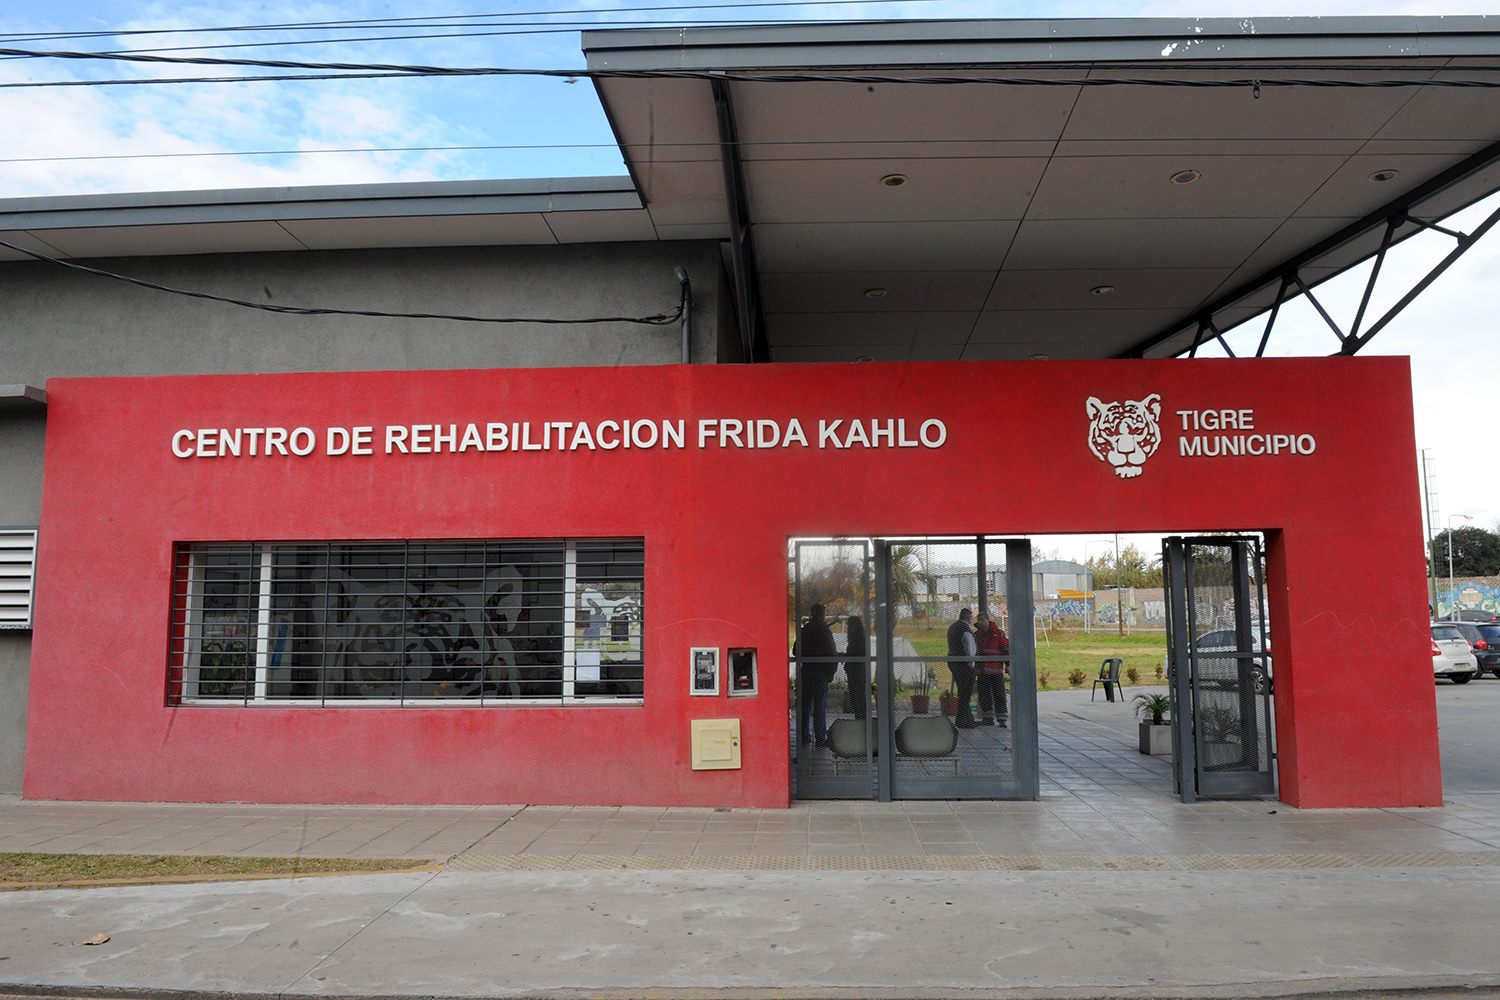 CENTRO DE REHABILITACION FRIDA KAHLO
TIGRE
MUNICIPIO